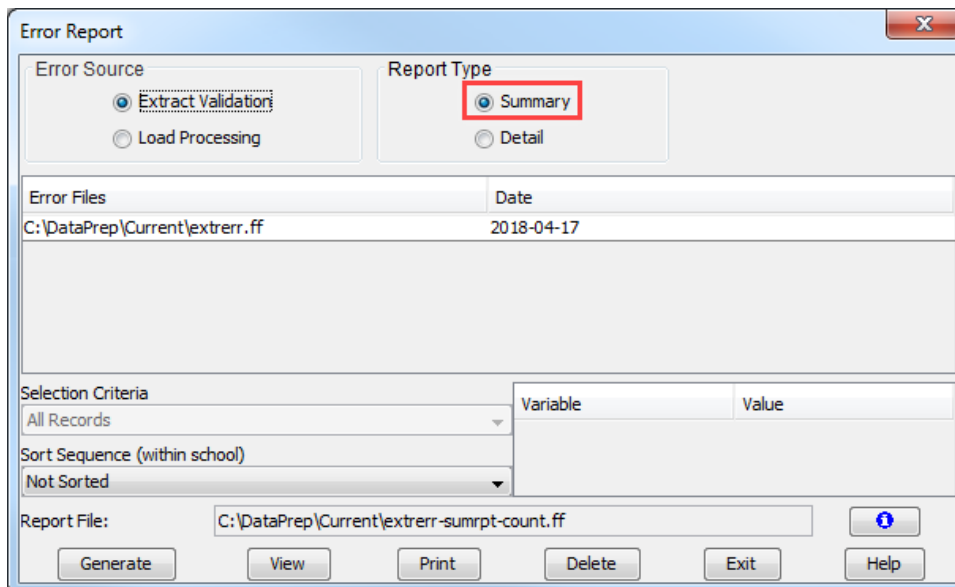 Error Report
Error Source
Extract Validation
Load Processing
Report Type
Summary
Detail
Error Files Date
C:\DataPrep\Current\extrerr.ff 2018-04-17
Selection Criteria
All Records
Sort Sequence (within school)
Not Sorted
Variable Value
Report File: C:\DataPrep\Current\extrerr-sumrpt-count.ff
Generate View Print Delete Exit Help